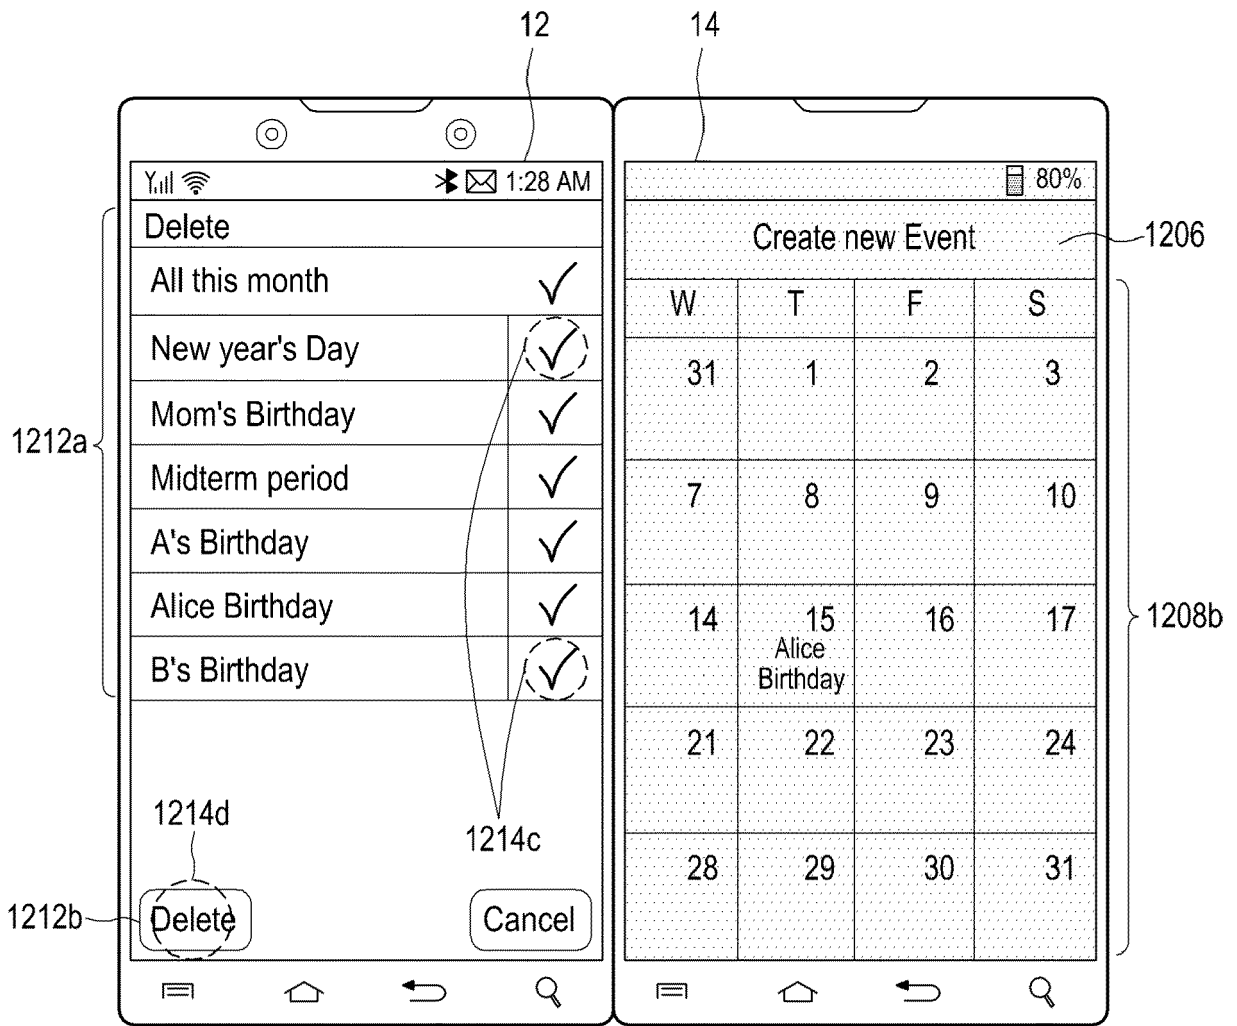 12
14
1:28 AM
80%
Delete
Create new Event
1206
All this month
W T F S
New year's Day
31 1 2 3
Mom's Birthday
1212a
Midterm period
7 8 9 10
A's Birthday
Alice Birthday
14 15 16 17
1208b
Alice
Birthday
B's Birthday
21 22 23 24
1214d
1214c
28 29 30 31
1212b
Delete
Cancel